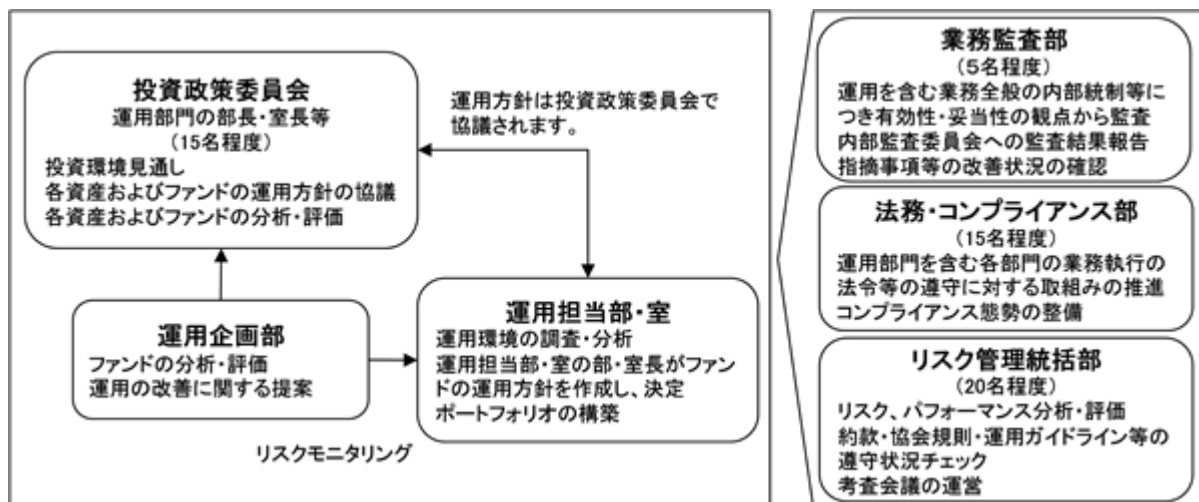 投資政策委員会
運用部門の部長・室長等
(15名程度)
投資環境見通し
各資産およびファンドの運用方針の協議
各資産およびファンドの分析・評価
運用方針は投資政策委員会で
協議されます。
運用企画部
ファンドの分析・評価
運用の改善に関する提案
運用担当部・室
運用環境の調査・分析
運用担当部・室の部・室長がファン
ドの運用方針を作成し、決定
ポートフォリオの構築
リスクモニタリング
業務監査部
(5名程度)
運用を含む業務全般の内部統制等に
つき有効性・妥当性の観点から監査
内部監査委員会への監査結果報告
指摘事項等の改善状況の確認
法務・コンプライアンス部
(15名程度)
運用部門を含む各部門の業務執行の
法令等の遵守に対する取組みの推進
コンプライアンス態勢の整備
リスク管理統括部
(20名程度)
リスク、パフォーマンス分析・評価
約款・協会規則・運用ガイドライン等の
遵守状況チェック
考査会議の運営